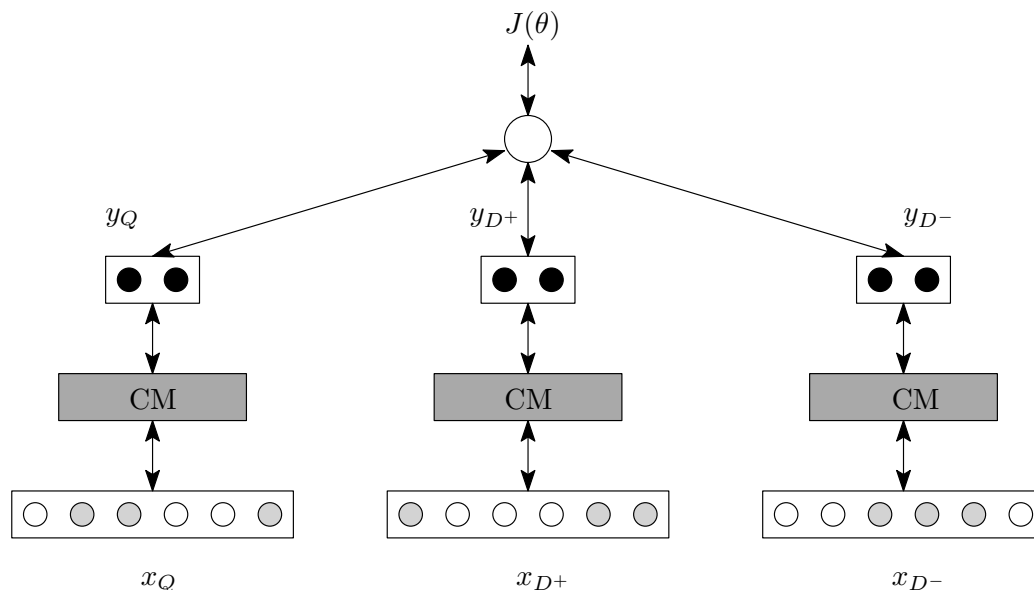 J(θ)
y_Q y_{D^+} y_{D^-}
CM CM CM
x_Q x_{D^+} x_{D^-}